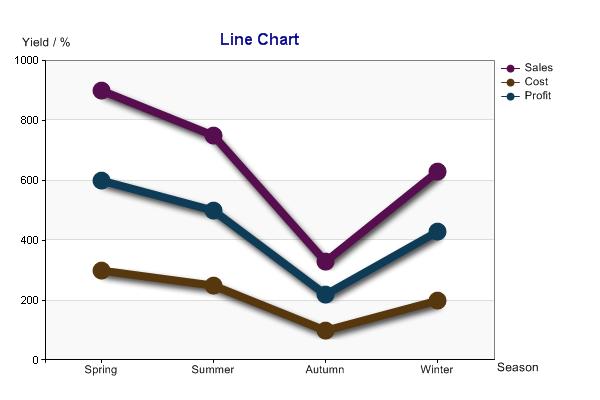 Line Chart
Yield / %
1000
800
600
400
200
0
Spring
Summer
Autumn
Winter
Season
Sales
Cost
Profit